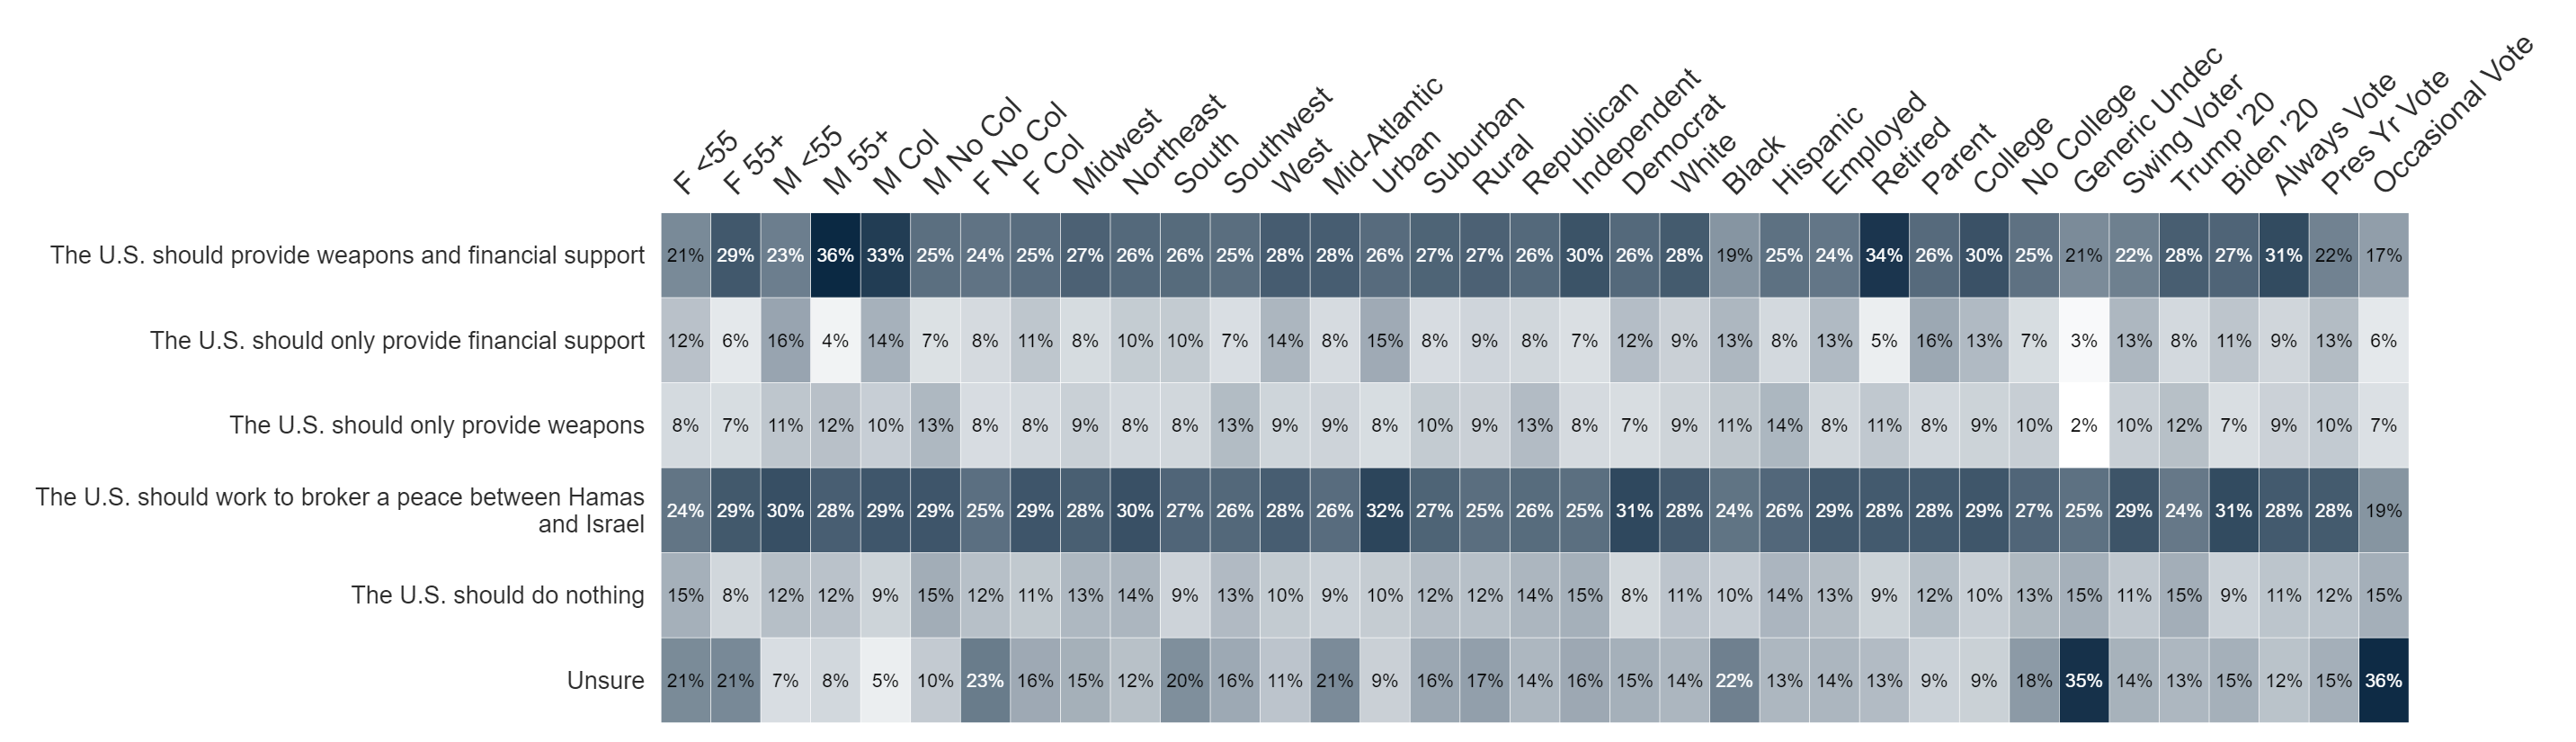 F <55
F 55+
M <55
M 55+
M Col
M No Col
F No Col
F Col
Midwest
Northeast
South
Southwest
West
Mid-Atlantic
Urban
Suburban
Rural
Republican
Independent
Democrat
White
Black
Hispanic
Employed
Retired
Parent
College
No College
Generic Undec
Swing Voter
Trump '20
Biden '20
Always Vote
Pres Yr Vote
Occasional Vote
The U.S. should provide weapons and financial support 21% 29% 23% 36% 33% 25% 24% 25% 27% 26% 26% 25% 28% 28% 26% 27% 27% 26% 30% 26% 28% 19% 25% 24% 34% 26% 30% 25% 21% 22% 28% 27% 31% 22% 17%
The U.S. should only provide financial support 12% 6% 16% 4% 14% 7% 8% 11% 8% 10% 10% 7% 14% 8% 15% 8% 9% 8% 7% 12% 9% 13% 8% 13% 5% 16% 13% 7% 3% 13% 8% 11% 9% 13% 6%
The U.S. should only provide weapons 8% 7% 11% 12% 10% 13% 8% 8% 9% 8% 8% 13% 9% 9% 8% 10% 9% 13% 8% 7% 9% 11% 14% 8% 11% 8% 9% 10% 2% 10% 12% 7% 9% 10% 7%
The U.S. should work to broker a peace between Hamas
and Israel
24% 29% 30% 28% 29% 29% 25% 29% 28% 30% 27% 26% 28% 26% 32% 27% 25% 26% 25% 31% 28% 24% 26% 29% 28% 28% 29% 27% 25% 29% 24% 31% 28% 28% 19%
The U.S. should do nothing 15% 8% 12% 12% 9% 15% 12% 11% 13% 14% 9% 13% 10% 9% 10% 12% 12% 14% 15% 8% 11% 10% 14% 13% 9% 12% 10% 13% 15% 11% 15% 9% 11% 12% 15%
Unsure 21% 21% 7% 8% 5% 10% 23% 16% 15% 12% 20% 16% 11% 21% 9% 16% 17% 14% 16% 15% 14% 22% 13% 14% 13% 9% 9% 18% 35% 14% 13% 15% 12% 15% 36%